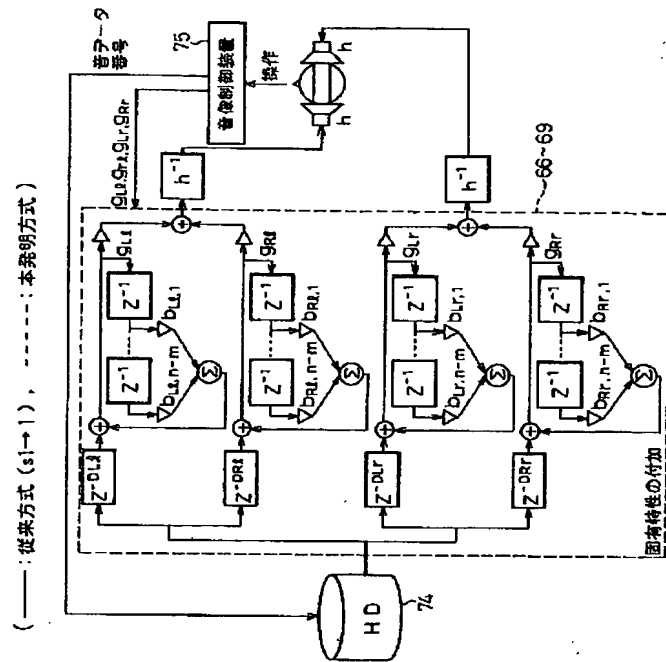 (——：従来方式 (sl→1) , -----：本発明方式 )
音データ
番号
75
音像制御装置
操作
h
h
gLℓ,gRℓ,gLr,gRr
h⁻¹
h⁻¹
66~69
gLℓ
Z⁻¹
Z⁻¹
bLℓ,1
bLℓ,n-m
Σ
Z-DLℓ
gRℓ
Z⁻¹
Z⁻¹
bRℓ,1
bRℓ,n-m
Σ
Z-DRℓ
gLr
Z⁻¹
Z⁻¹
bLr,1
bLr,n-m
Σ
Z-DLr
gRr
Z⁻¹
Z⁻¹
bRr,1
bRr,n-m
Σ
Z-DRr
固有特性の付加
HD
74